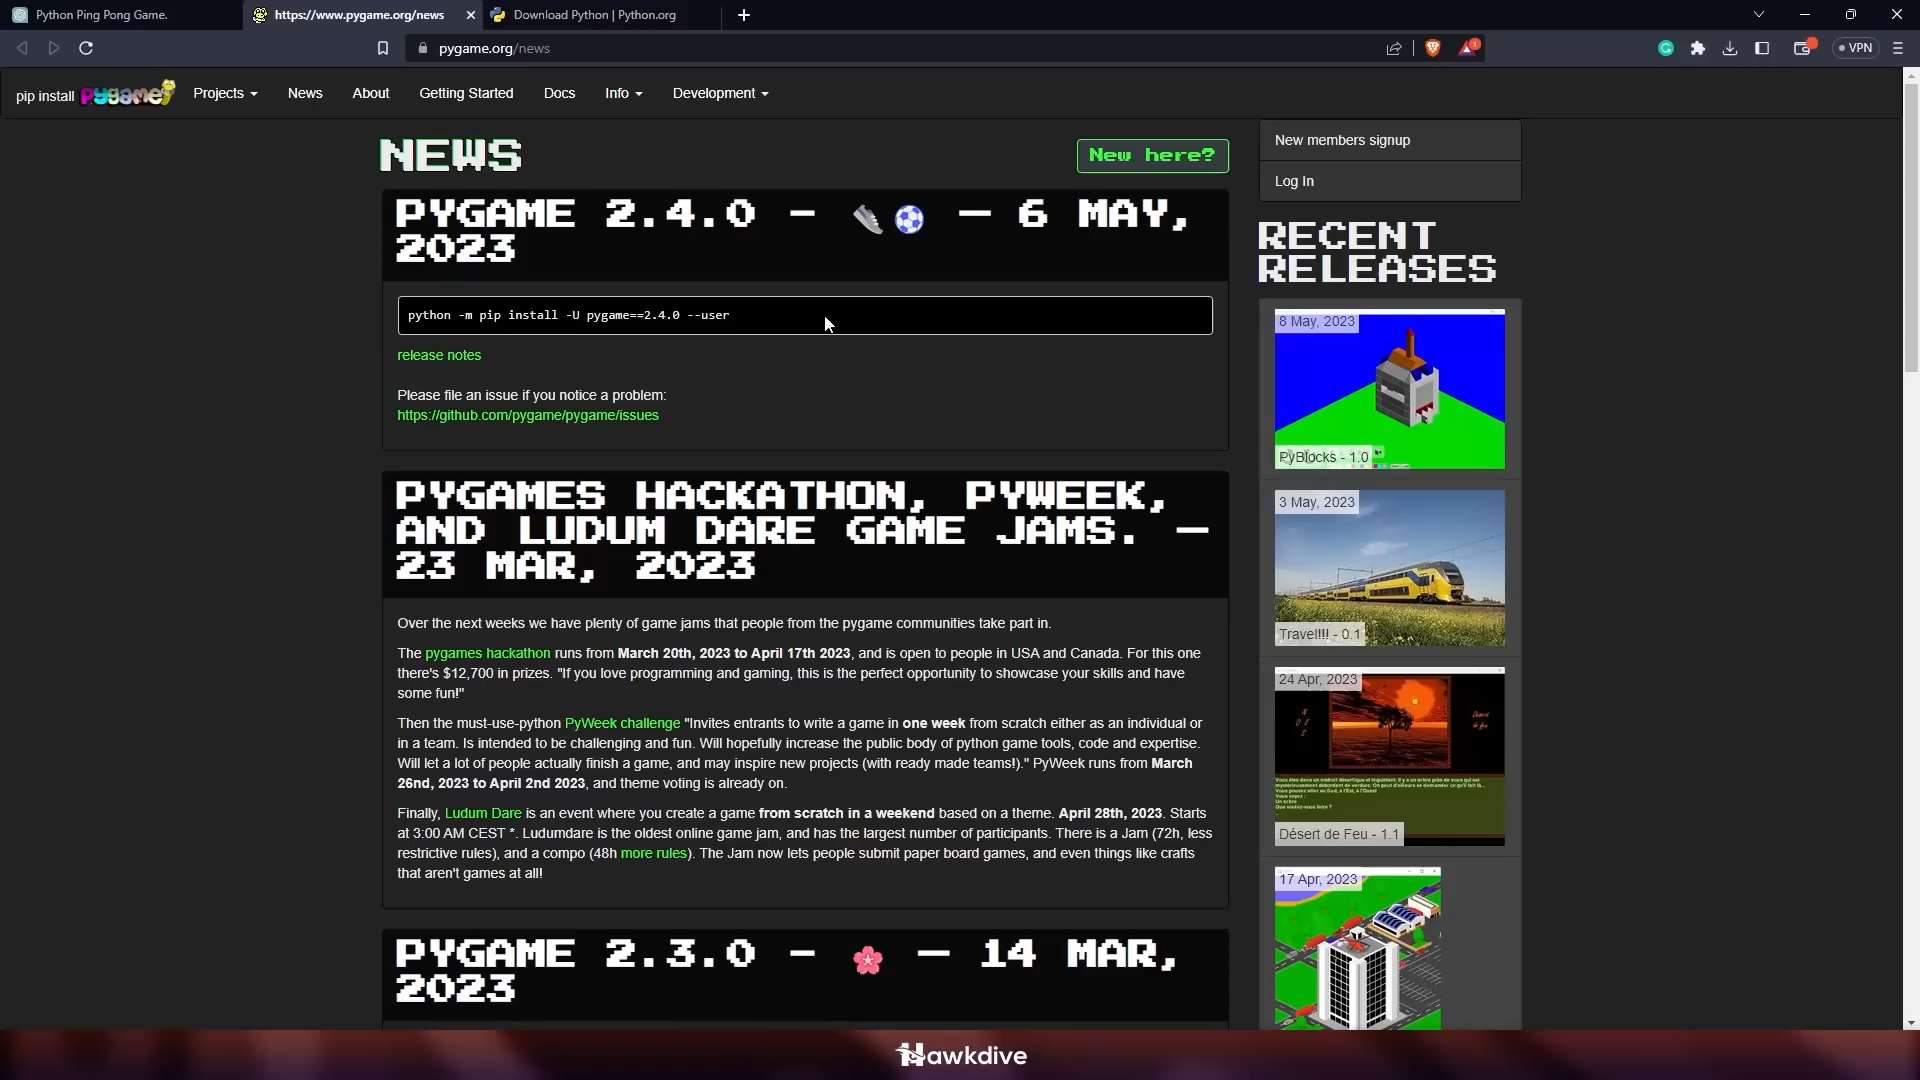 Python Ping Pong Game.
https://www.pygame.org/news
Download Python | Python.org
pygame.org/news
1
VPN
pip install pygame
Projects
News
About
Getting Started
Docs
Info
Development
NEWS
New here?
PYGAME 2.4.0 - 👟⚽ — 6 MAY,
2023
python -m pip install -U pygame==2.4.0 --user
release notes
Please file an issue if you notice a problem:
https://github.com/pygame/pygame/issues
PYGAMES HACKATHON, PYWEEK,
AND LUDUM DARE GAME JAMS. —
23 MAR, 2023
Over the next weeks we have plenty of game jams that people from the pygame communities take part in.
The pygames hackathon runs from March 20th, 2023 to April 17th 2023, and is open to people in USA and Canada. For this one
there's $12,700 in prizes. "If you love programming and gaming, this is the perfect opportunity to showcase your skills and have
some fun!"
Then the must-use-python PyWeek challenge "Invites entrants to write a game in one week from scratch either as an individual or
in a team. Is intended to be challenging and fun. Will hopefully increase the public body of python game tools, code and expertise.
Will let a lot of people actually finish a game, and may inspire new projects (with ready made teams!)." PyWeek runs from March
26nd, 2023 to April 2nd 2023, and theme voting is already on.
Finally, Ludum Dare is an event where you create a game from scratch in a weekend based on a theme. April 28th, 2023. Starts
at 3:00 AM CEST *. Ludumdare is the oldest online game jam, and has the largest number of participants. There is a Jam (72h, less
restrictive rules), and a compo (48h more rules). The Jam now lets people submit paper board games, and even things like crafts
that aren't games at all!
PYGAME 2.3.0 - 🌸 — 14 MAR,
2023
New members signup
Log In
RECENT
RELEASES
8 May, 2023
PyBlocks - 1.0
3 May, 2023
Travel!!! - 0.1
24 Apr, 2023
Désert de Feu - 1.1
17 Apr, 2023
Hawkdive